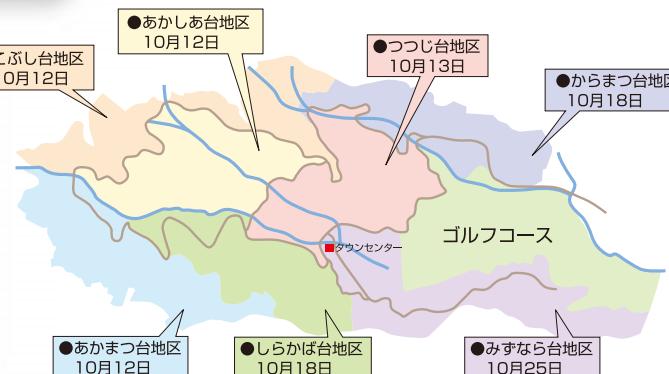 ●あかしあ台地区
10月12日
●つつじ台地区
10月13日
こぶし台地区
10月12日
●からまつ台地区
10月18日
ゴルフコース
タウンセンター
●あかまつ台地区
10月12日
●しらかば台地区
10月18日
●みずなら台地区
10月25日